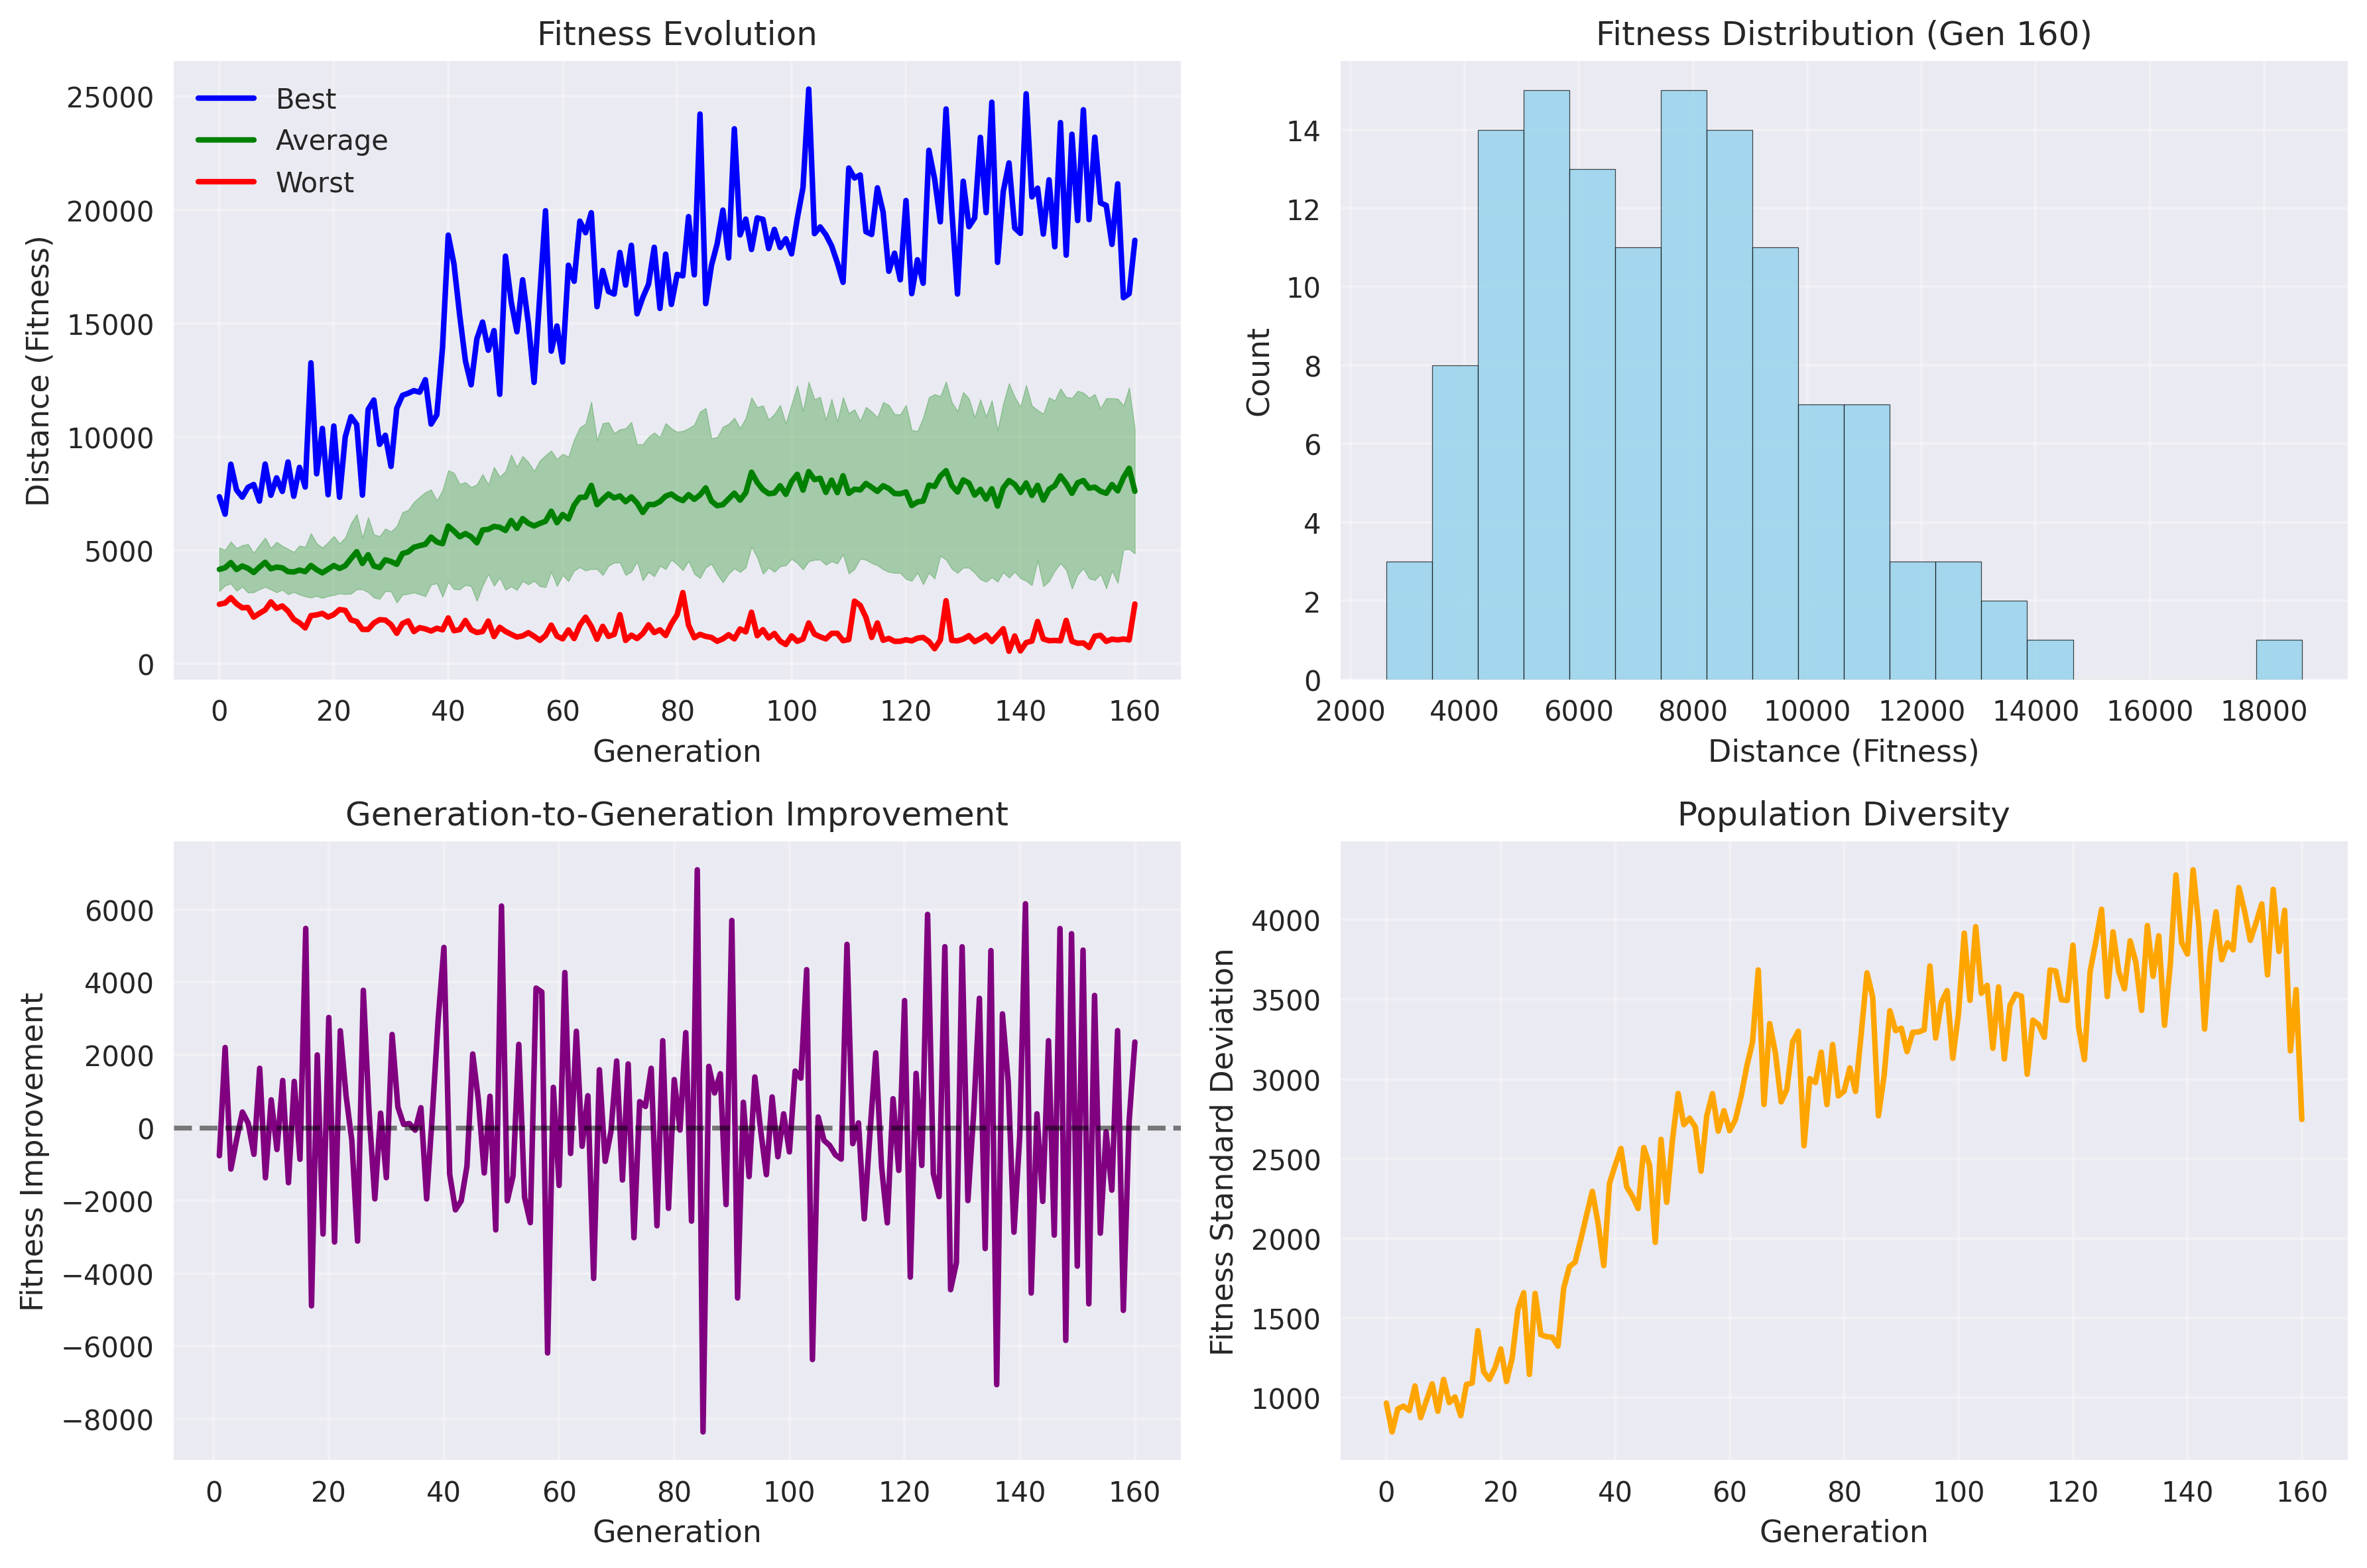 Fitness Evolution
25000
20000
15000
10000
5000
0
Distance (Fitness)
Best
Average
Worst
0 20 40 60 80 100 120 140 160
Generation
Fitness Distribution (Gen 160)
14
12
10
8
6
4
2
0
Count
2000 4000 6000 8000 10000 12000 14000 16000 18000
Distance (Fitness)
Generation-to-Generation Improvement
6000
4000
2000
0
−2000
−4000
−6000
−8000
Fitness Improvement
0 20 40 60 80 100 120 140 160
Generation
Population Diversity
4000
3500
3000
2500
2000
1500
1000
Fitness Standard Deviation
0 20 40 60 80 100 120 140 160
Generation